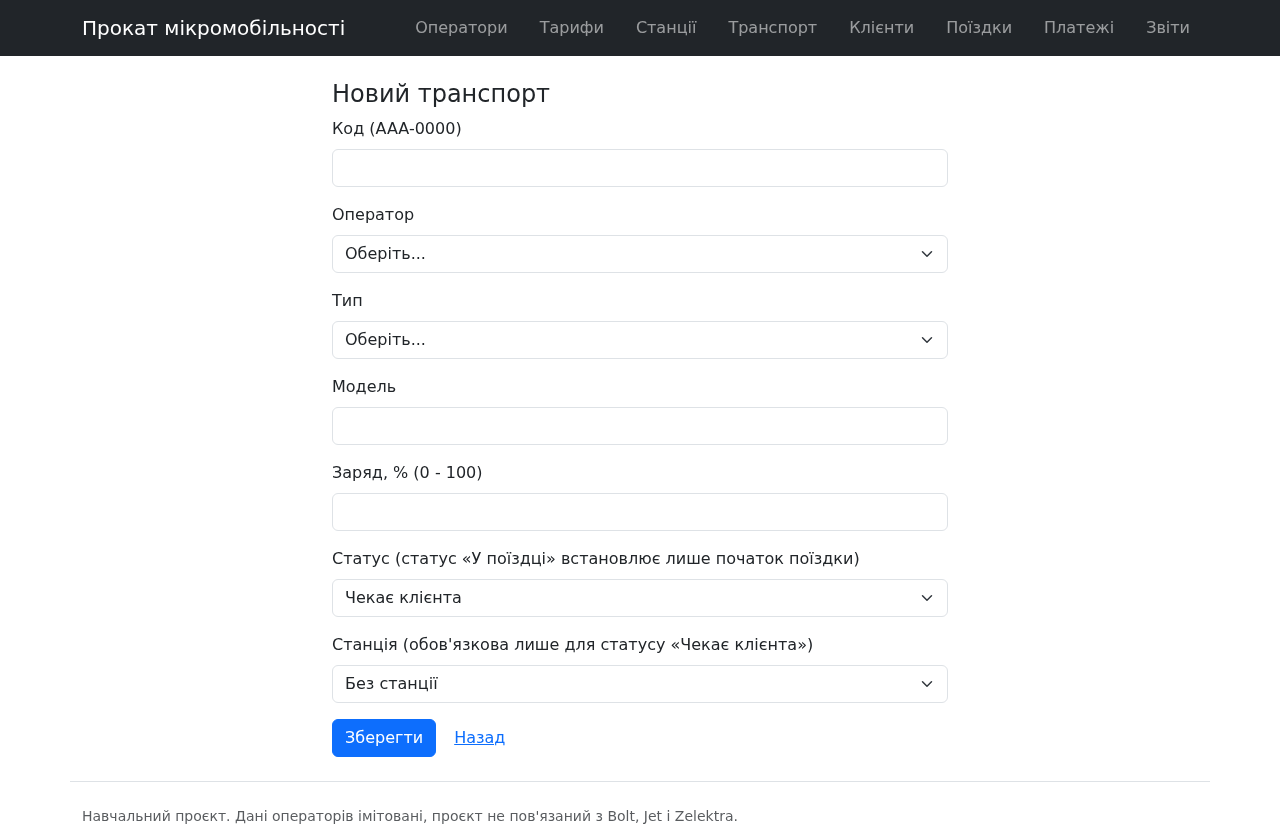 Прокат мікромобільності Оператори Тарифи Станції Транспорт Клієнти Поїздки Платежі Звіти
Новий транспорт
Код (AAA-0000)
Оператор
Оберіть...
Тип
Оберіть...
Модель
Заряд, % (0 - 100)
Статус (статус «У поїздці» встановлює лише початок поїздки)
Чекає клієнта
Станція (обов'язкова лише для статусу «Чекає клієнта»)
Без станції
Зберегти Назад
Навчальний проєкт. Дані операторів імітовані, проєкт не пов'язаний з Bolt, Jet і Zelektra.